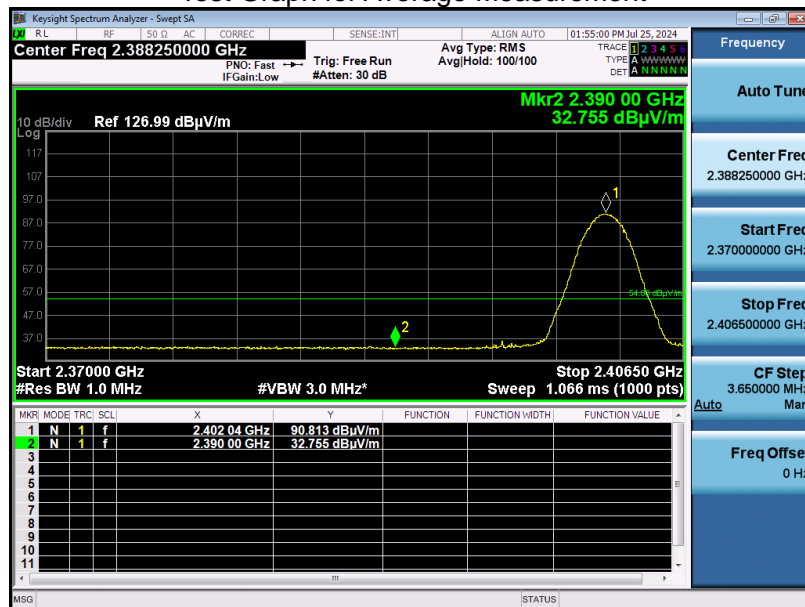 Keysight Spectrum Analyzer - Swept SA
LXI RL RF 50 Ω AC CORREC SENSE:INT ALIGN AUTO 01:55:00 PM Jul 25, 2024
Center Freq 2.388250000 GHz
PNO: Fast
IFGain:Low
Trig: Free Run
#Atten: 30 dB
Avg Type: RMS
Avg|Hold: 100/100
TRACE 1 2 3 4 5 6
TYPE A WWWWW
DET A N N N N N
Mkr2 2.390 00 GHz
32.755 dBµV/m
10 dB/div Ref 126.99 dBµV/m
Log
117
107
97.0
87.0
77.0
67.0
57.0
47.0
37.0
1
2
Start 2.37000 GHz Stop 2.40650 GHz
#Res BW 1.0 MHz #VBW 3.0 MHz* Sweep 1.066 ms (1000 pts)
MKR MODE TRC SCL X Y FUNCTION FUNCTION WIDTH FUNCTION VALUE
1 N 1 f 2.402 04 GHz 90.813 dBµV/m
2 N 1 f 2.390 00 GHz 32.755 dBµV/m
3
4
5
6
7
8
9
10
11
MSG STATUS
Frequency
Auto Tune
Center Freq
2.388250000 GHz
Start Freq
2.370000000 GHz
Stop Freq
2.406500000 GHz
CF Step
3.650000 MHz
Auto Man
Freq Offset
0 Hz